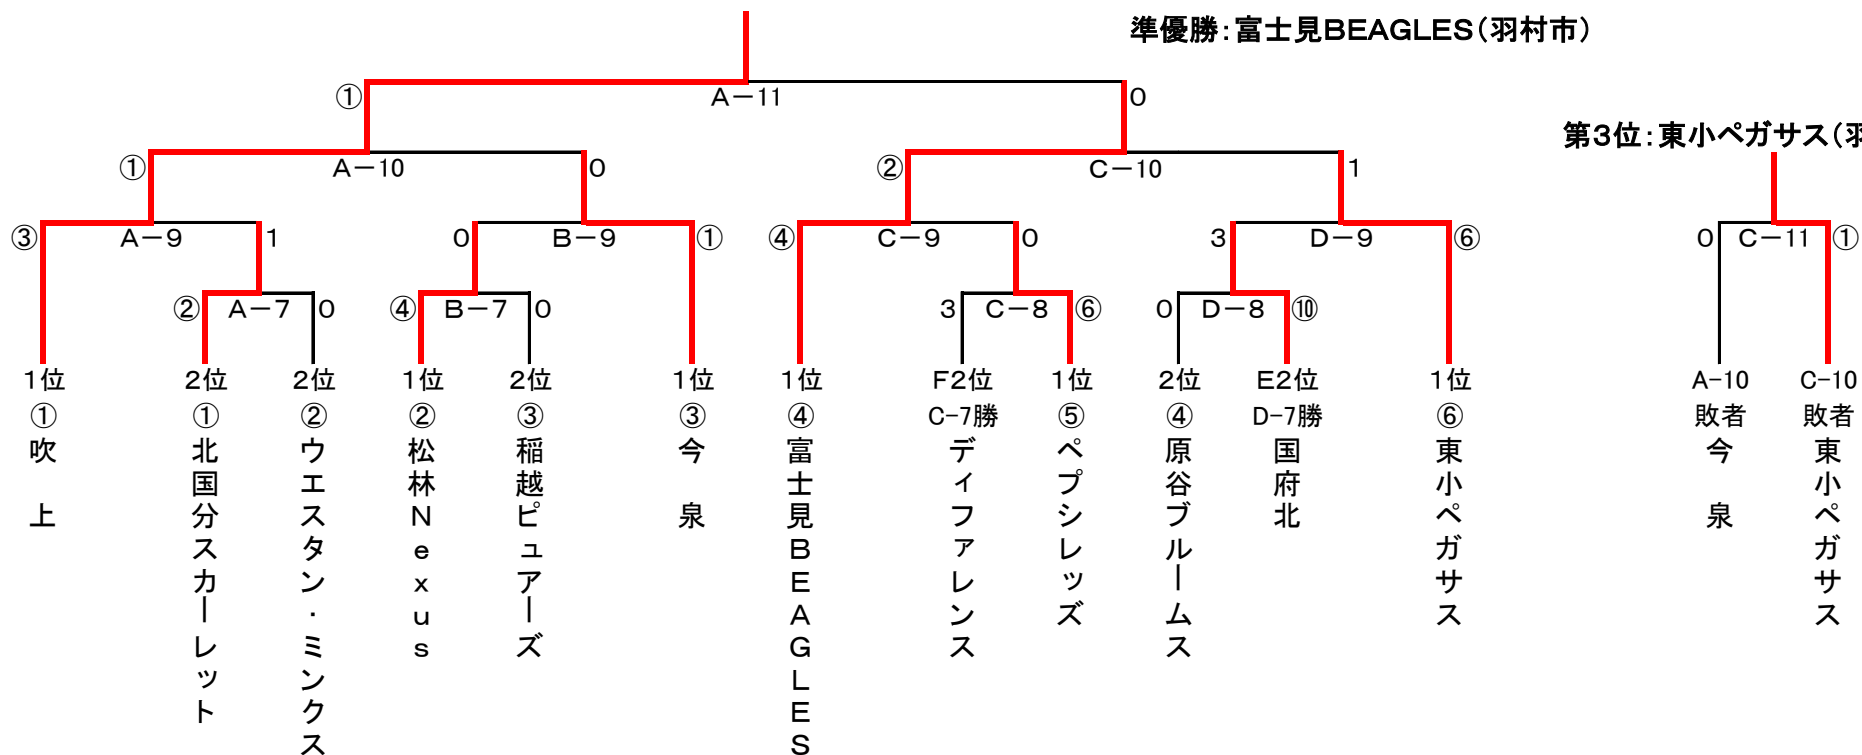 準優勝：富士見BEAGLES（羽村市）
① A－11 0
第3位：東小ペガサス（羽
① A－10 0 ② C－10 1
③ A－9 1 0 B－9 ① ④ C－9 0 3 D－9 ⑥ 0 C－11 ①
② A－7 0 ④ B－7 0 3 C－8 ⑥ 0 D－8 ⑩
1位 2位 2位 1位 2位 1位 1位 F2位 1位 2位 E2位 1位 A-10 C-10
① ① ② ② ③ ③ ④ C-7勝 ⑤ ④ D-7勝 ⑥ 敗者 敗者
吹上
北国分スカーレット
ウエスタン・ミンクス
松林Nexus
稲越ピュアーズ
今泉
富士見BEAGLES
ディファレンス
ペプシレッズ
原谷ブルームス
国府北
東小ペガサス
今泉
東小ペガサス